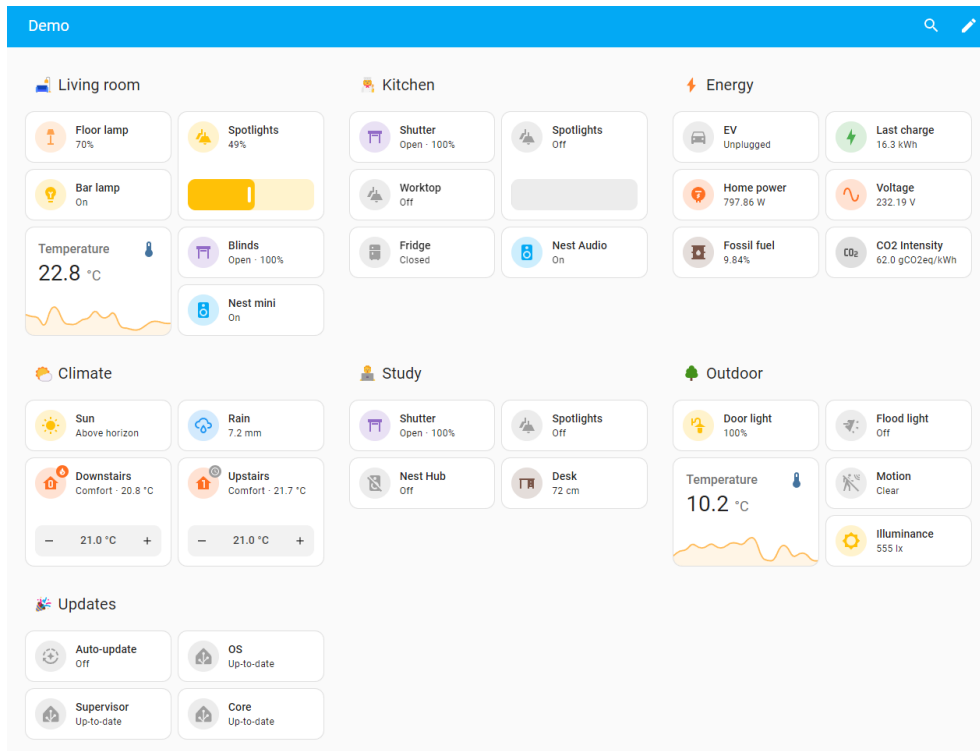 Demo
Living room
Floor lamp
70%
Spotlights
49%
Bar lamp
On
Temperature
22.8 °C
Blinds
Open · 100%
Nest mini
On
Kitchen
Shutter
Open · 100%
Spotlights
Off
Worktop
Off
Fridge
Closed
Nest Audio
On
Energy
EV
Unplugged
Last charge
16.3 kWh
Home power
797.86 W
Voltage
232.19 V
Fossil fuel
9.84%
CO2
CO2 Intensity
62.0 gCO2eq/kWh
Climate
Sun
Above horizon
Rain
7.2 mm
0
Downstairs
Comfort · 20.8 °C
− 21.0 °C +
1
Upstairs
Comfort · 21.7 °C
− 21.0 °C +
Study
Shutter
Open · 100%
Spotlights
Off
Nest Hub
Off
Desk
72 cm
Outdoor
Door light
100%
Flood light
Off
Temperature
10.2 °C
Motion
Clear
Illuminance
555 lx
Updates
Auto-update
Off
OS
Up-to-date
Supervisor
Up-to-date
Core
Up-to-date